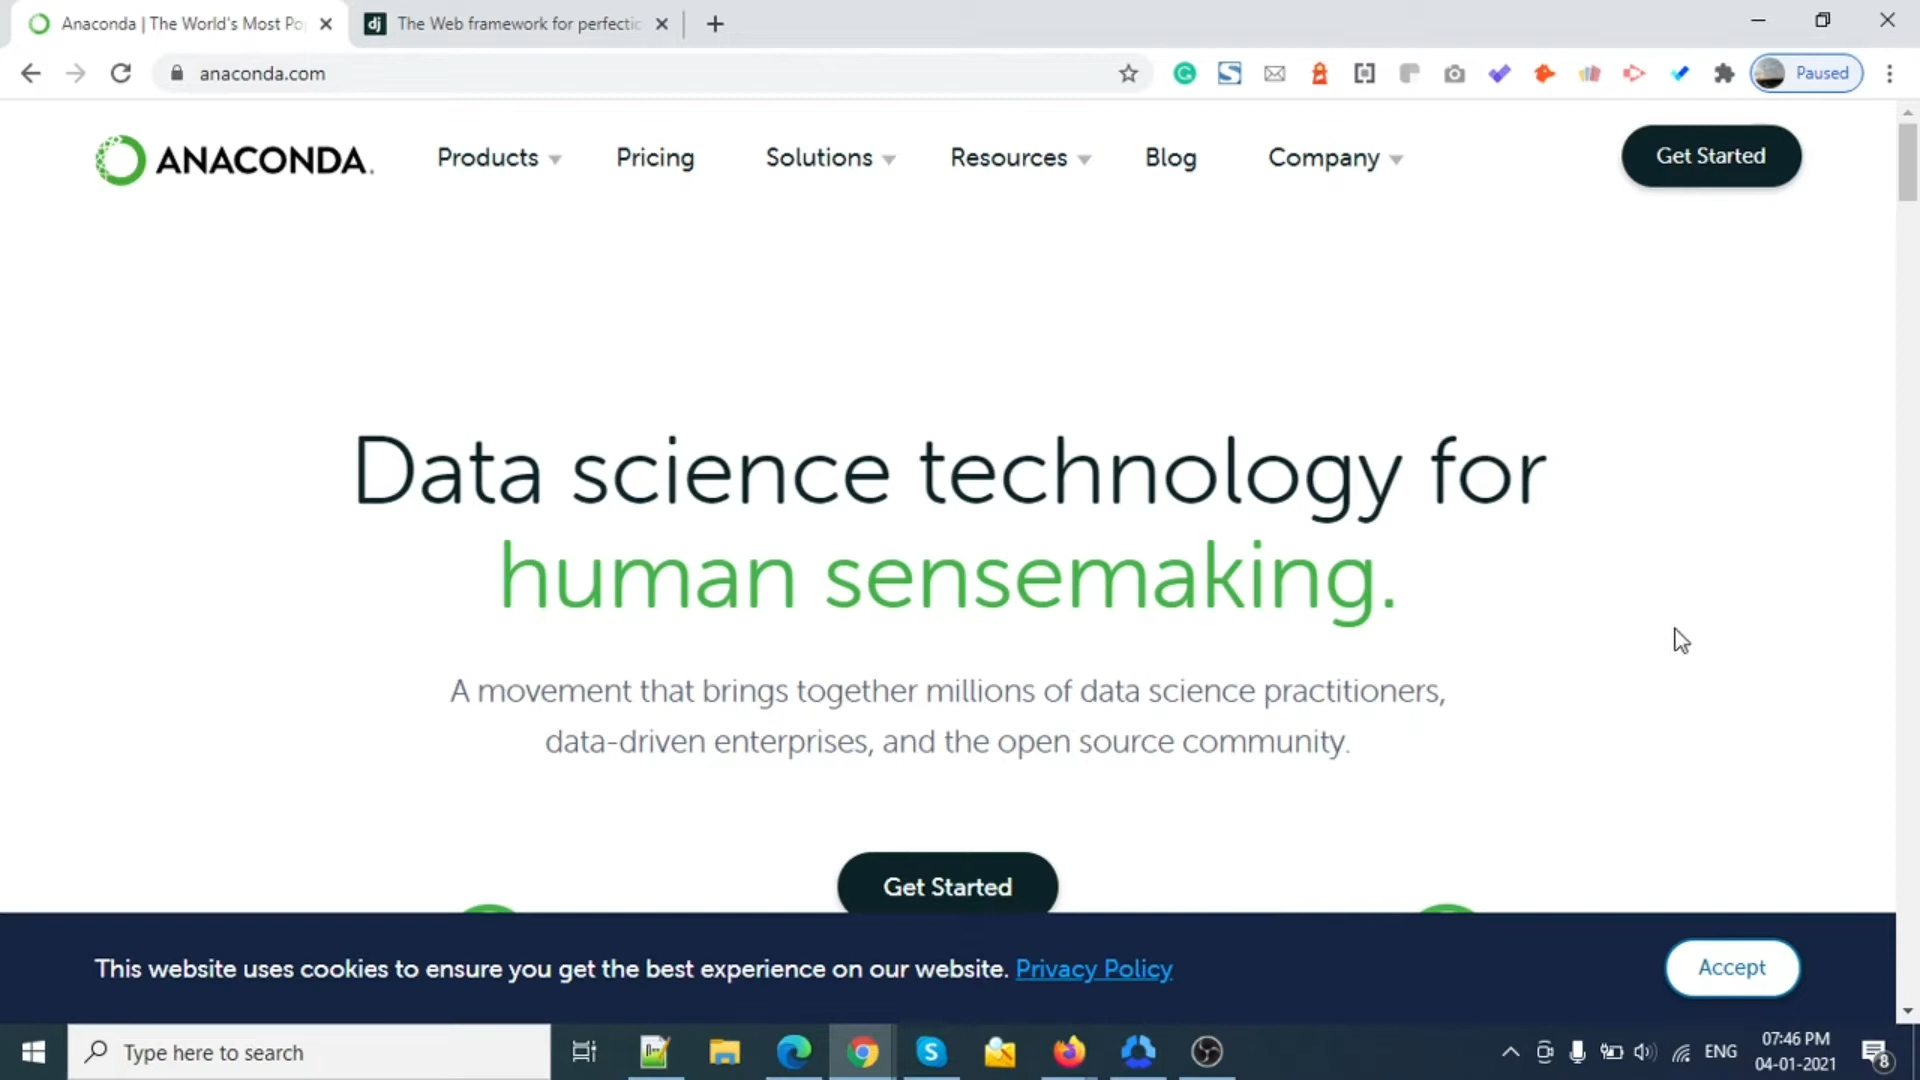 Anaconda | The World's Most Po
The Web framework for perfectio
anaconda.com
Paused
ANACONDA.
Products
Pricing
Solutions
Resources
Blog
Company
Get Started
Data science technology for
human sensemaking.
A movement that brings together millions of data science practitioners,
data-driven enterprises, and the open source community.
Get Started
This website uses cookies to ensure you get the best experience on our website. Privacy Policy
Accept
Type here to search
ENG
07:46 PM
04-01-2021
8